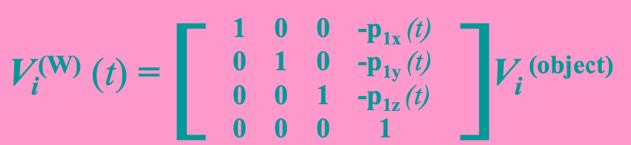 V_i^(W) (t) = [ 1 0 0 -p_1x (t)
0 1 0 -p_1y (t)
0 0 1 -p_1z (t)
0 0 0 1 ] V_i^(object)